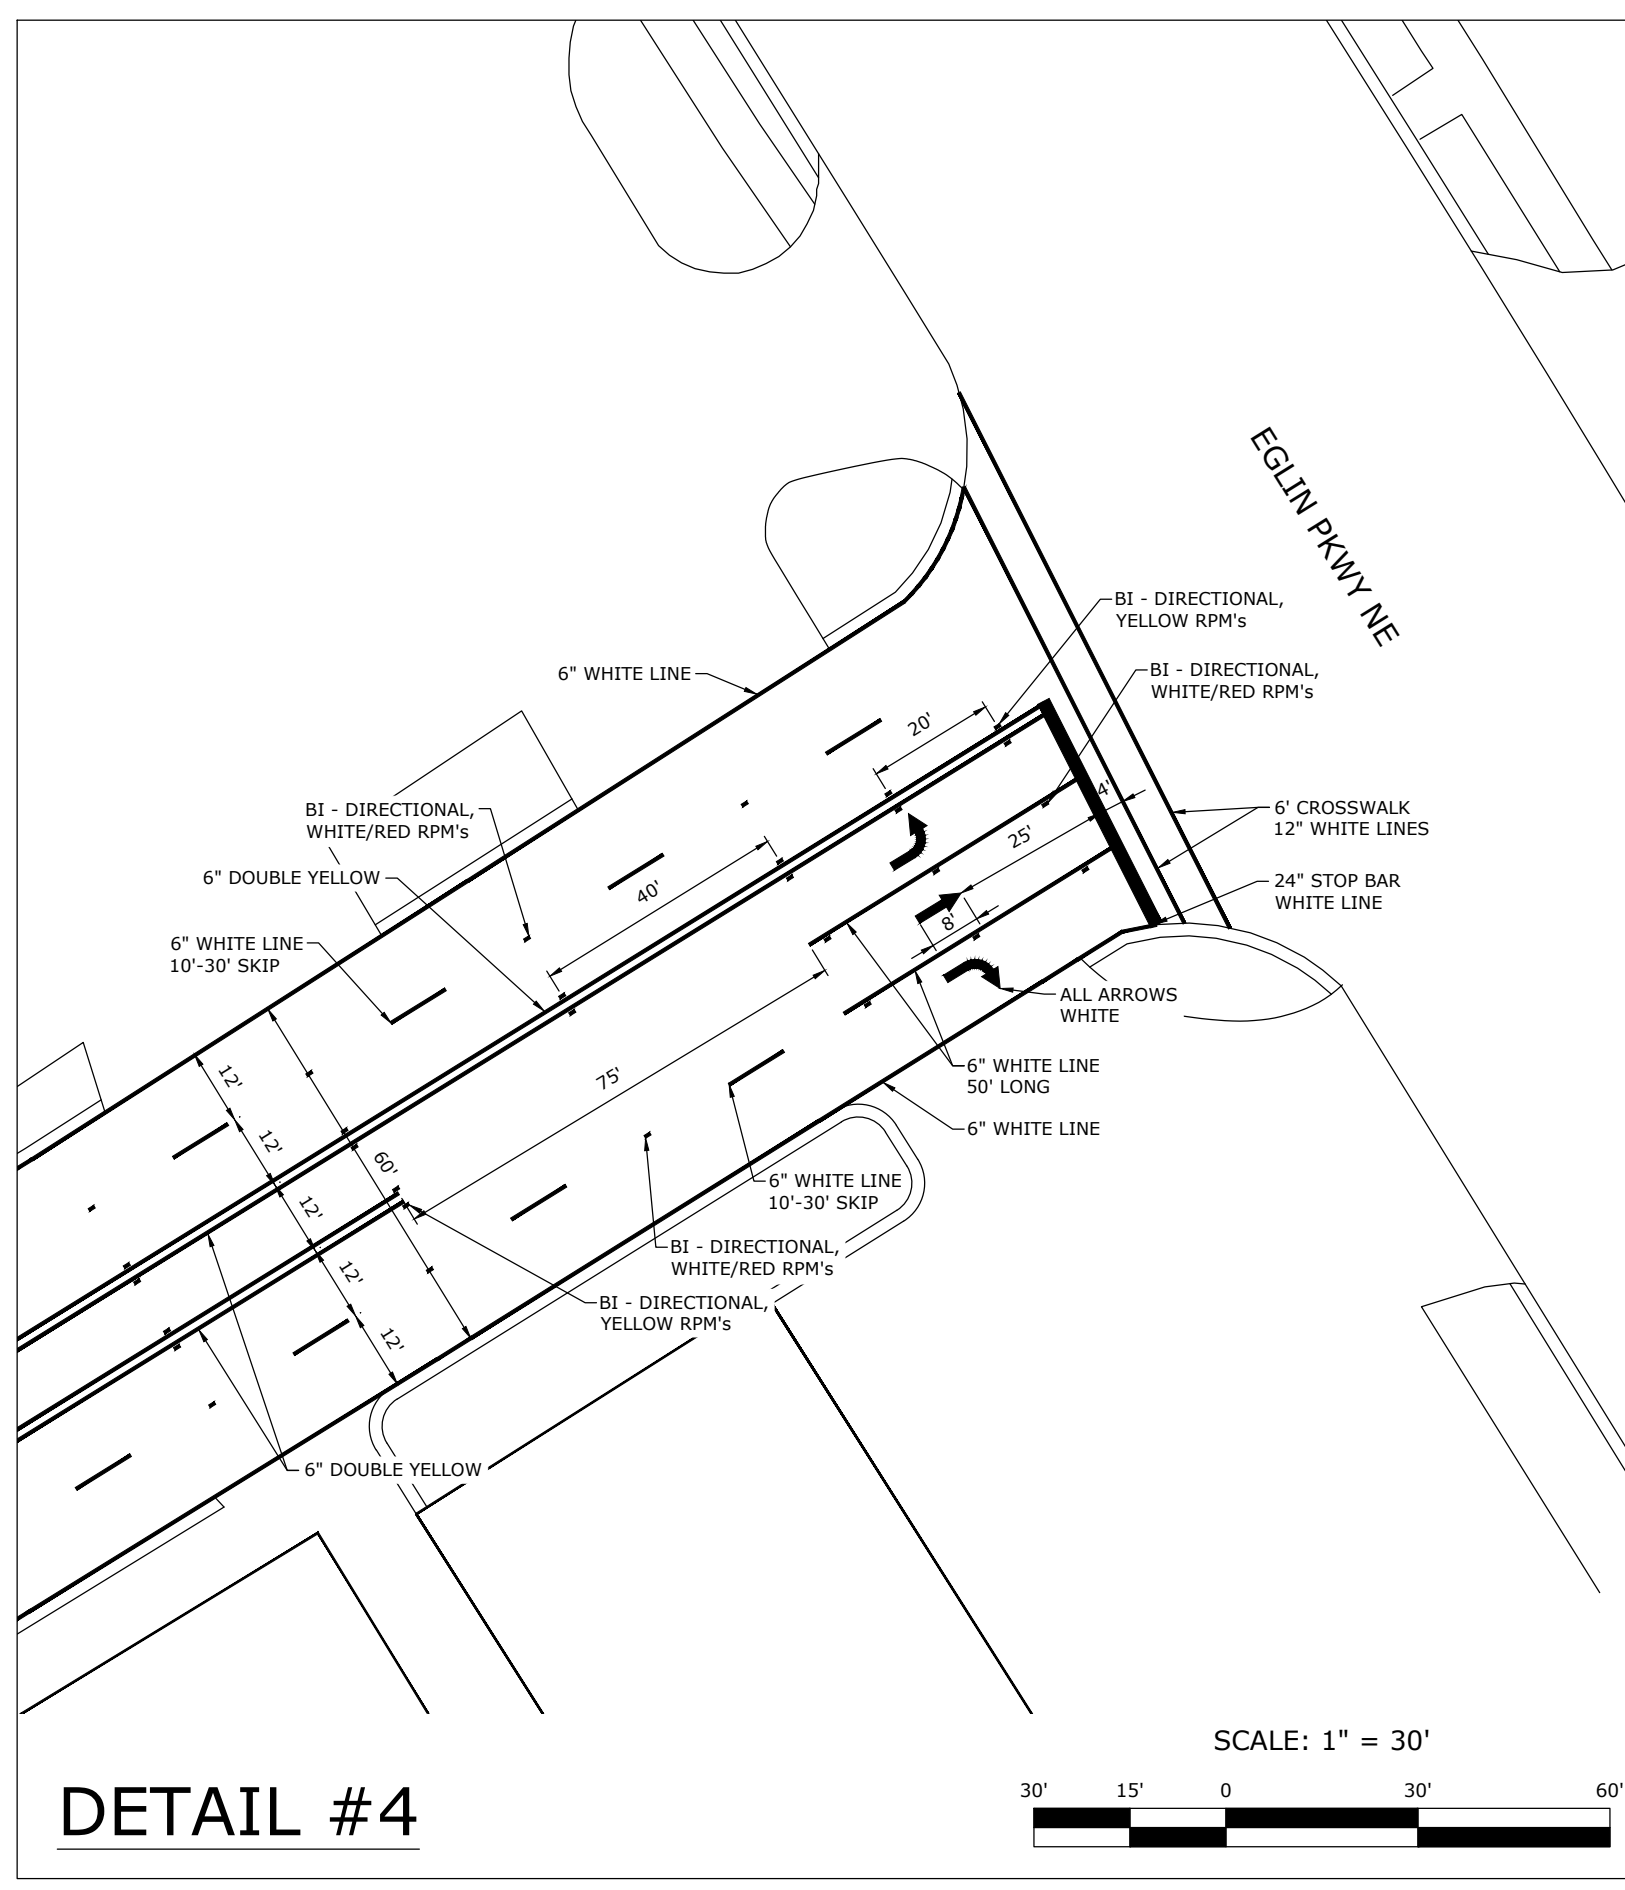 EGLIN PKWY NE
BI - DIRECTIONAL,
YELLOW RPM's
BI - DIRECTIONAL,
WHITE/RED RPM's
6" WHITE LINE
20'
4'
BI - DIRECTIONAL,
WHITE/RED RPM's
6' CROSSWALK
12" WHITE LINES
25'
6" DOUBLE YELLOW
40'
24" STOP BAR
WHITE LINE
8'
6" WHITE LINE
10'-30' SKIP
ALL ARROWS
WHITE
75'
6" WHITE LINE
50' LONG
12'
12'
60'
12'
12'
12'
6" WHITE LINE
6" WHITE LINE
10'-30' SKIP
BI - DIRECTIONAL,
WHITE/RED RPM's
BI - DIRECTIONAL,
YELLOW RPM's
6" DOUBLE YELLOW
SCALE: 1" = 30'
30' 15' 0 30' 60'
DETAIL #4